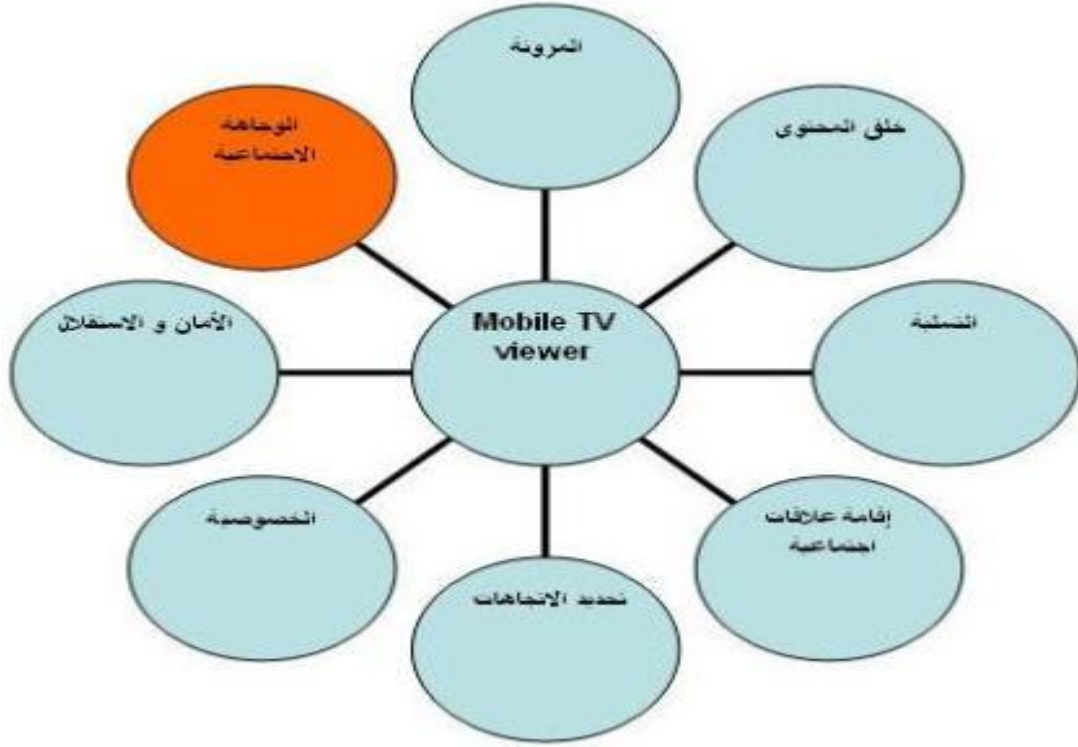 المرونة
خلق المحتوى
الوجاهة
الاجتماعية
التسلية
Mobile TV
viewer
الأمان و الاستقلال
إقامة علاقات
اجتماعية
الخصوصية
تحديد الاتجاهات